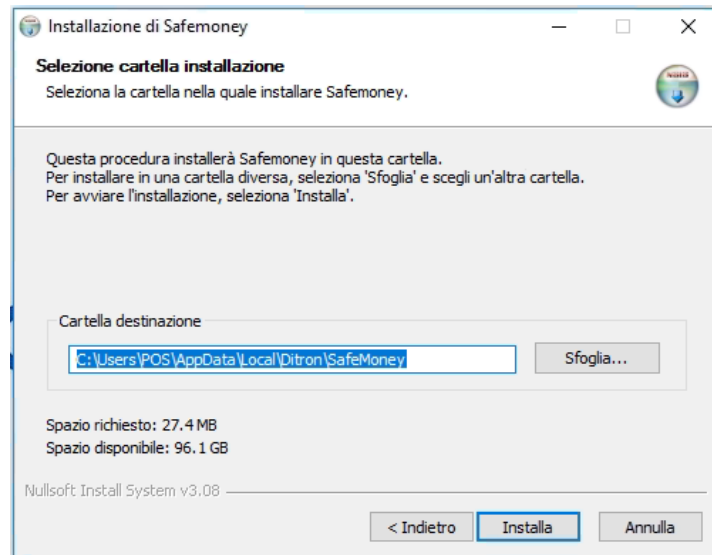 Installazione di Safemoney
Selezione cartella installazione
Seleziona la cartella nella quale installare Safemoney.
Questa procedura installerà Safemoney in questa cartella.
Per installare in una cartella diversa, seleziona 'Sfoglia' e scegli un'altra cartella.
Per avviare l'installazione, seleziona 'Installa'.
Cartella destinazione
C:\Users\POS\AppData\Local\Ditron\SafeMoney
Sfoglia...
Spazio richiesto: 27.4 MB
Spazio disponibile: 96.1 GB
Nullsoft Install System v3.08
< Indietro
Installa
Annulla